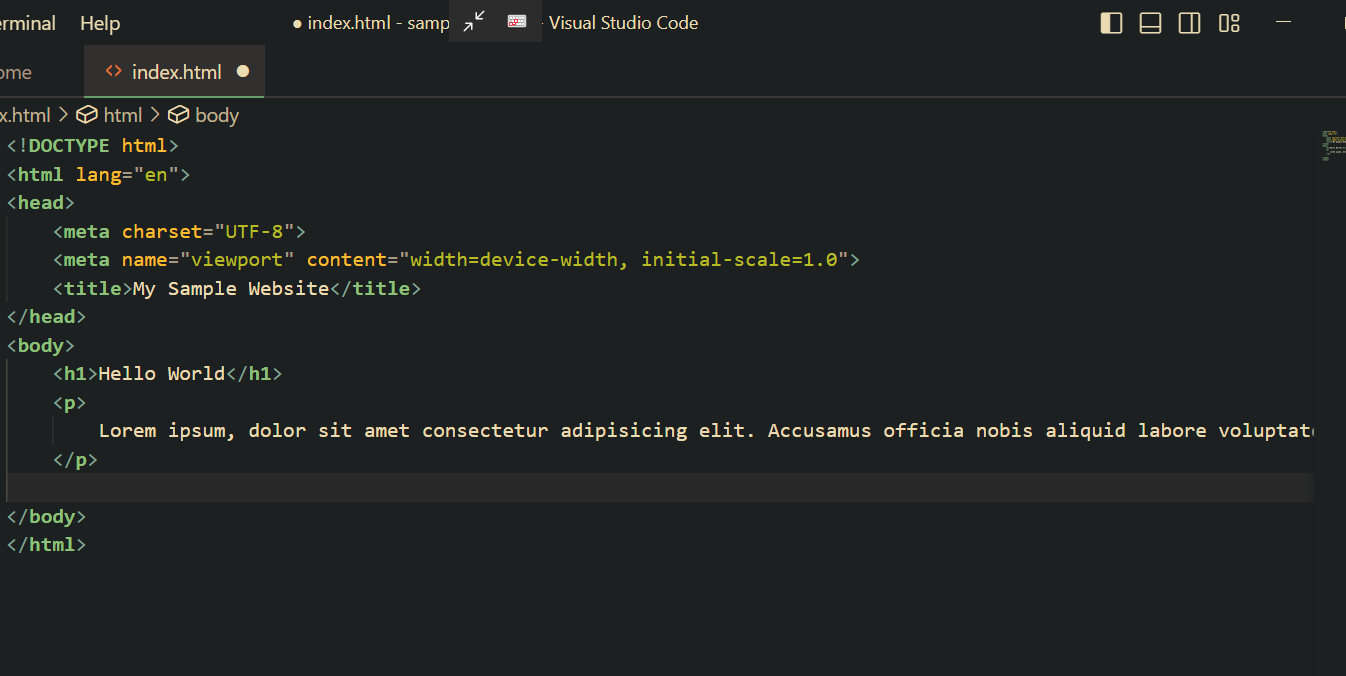 erminal Help ● index.html - samp - Visual Studio Code
ome <> index.html ●
x.html > html > body
<!DOCTYPE html>
<html lang="en">
<head>
    <meta charset="UTF-8">
    <meta name="viewport" content="width=device-width, initial-scale=1.0">
    <title>My Sample Website</title>
</head>
<body>
    <h1>Hello World</h1>
    <p>
        Lorem ipsum, dolor sit amet consectetur adipisicing elit. Accusamus officia nobis aliquid labore voluptat
    </p>
</body>
</html>